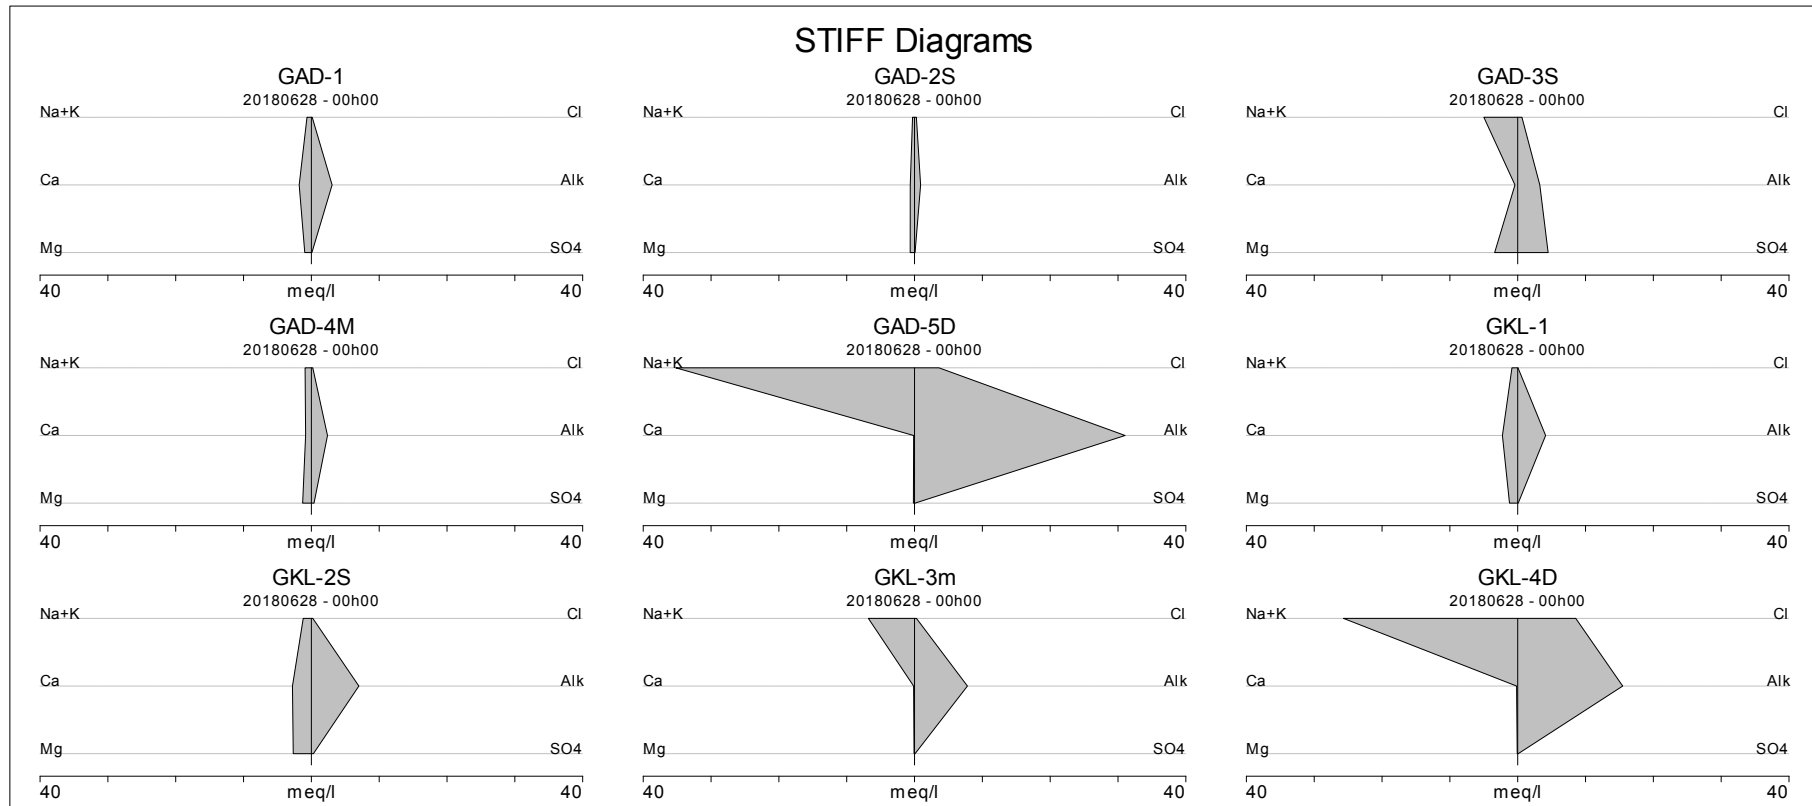 STIFF Diagrams
GAD-1
20180628 - 00h00
Na+K Cl
Ca Alk
Mg SO4
40 meq/l 40
GAD-2S
20180628 - 00h00
Na+K Cl
Ca Alk
Mg SO4
40 meq/l 40
GAD-3S
20180628 - 00h00
Na+K Cl
Ca Alk
Mg SO4
40 meq/l 40
GAD-4M
20180628 - 00h00
Na+K Cl
Ca Alk
Mg SO4
40 meq/l 40
GAD-5D
20180628 - 00h00
Na+K Cl
Ca Alk
Mg SO4
40 meq/l 40
GKL-1
20180628 - 00h00
Na+K Cl
Ca Alk
Mg SO4
40 meq/l 40
GKL-2S
20180628 - 00h00
Na+K Cl
Ca Alk
Mg SO4
40 meq/l 40
GKL-3m
20180628 - 00h00
Na+K Cl
Ca Alk
Mg SO4
40 meq/l 40
GKL-4D
20180628 - 00h00
Na+K Cl
Ca Alk
Mg SO4
40 meq/l 40